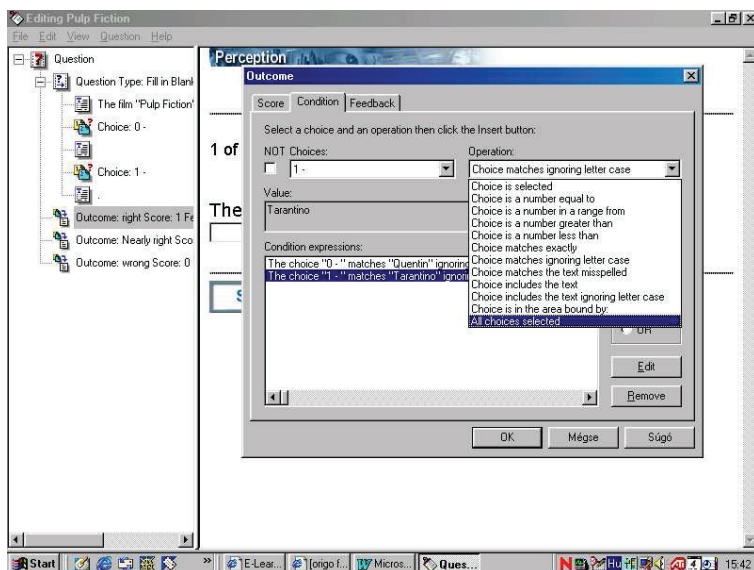 Editing Pulp Fiction
File Edit View Question Help
Question
Question Type: Fill in Blank
The film "Pulp Fiction"
Choice: 0 -
Choice: 1 -
.
Outcome: right Score: 1 Fe
Outcome: Nearly right Sco
Outcome: wrong Score: 0
Perception
1 of
The
S
Outcome
Score Condition Feedback
Select a choice and an operation then click the Insert button:
NOT Choices: Operation:
1 - Choice matches ignoring letter case
Value:
Tarantino
Choice is selected
Choice is a number equal to
Choice is a number in a range from
Choice is a number greater than
Choice is a number less than
Choice matches exactly
Choice matches ignoring letter case
Choice matches the text misspelled
Choice includes the text
Choice includes the text ignoring letter case
Choice is in the area bound by:
All choices selected
Condition expressions:
The choice "0 - " matches "Quentin" ignoring
The choice "1 - " matches "Tarantino" ignori
OR
Edit
Remove
OK Mégse Súgó
Start » E-Lear... [origo f... Micros... Ques... N Hu 15:42